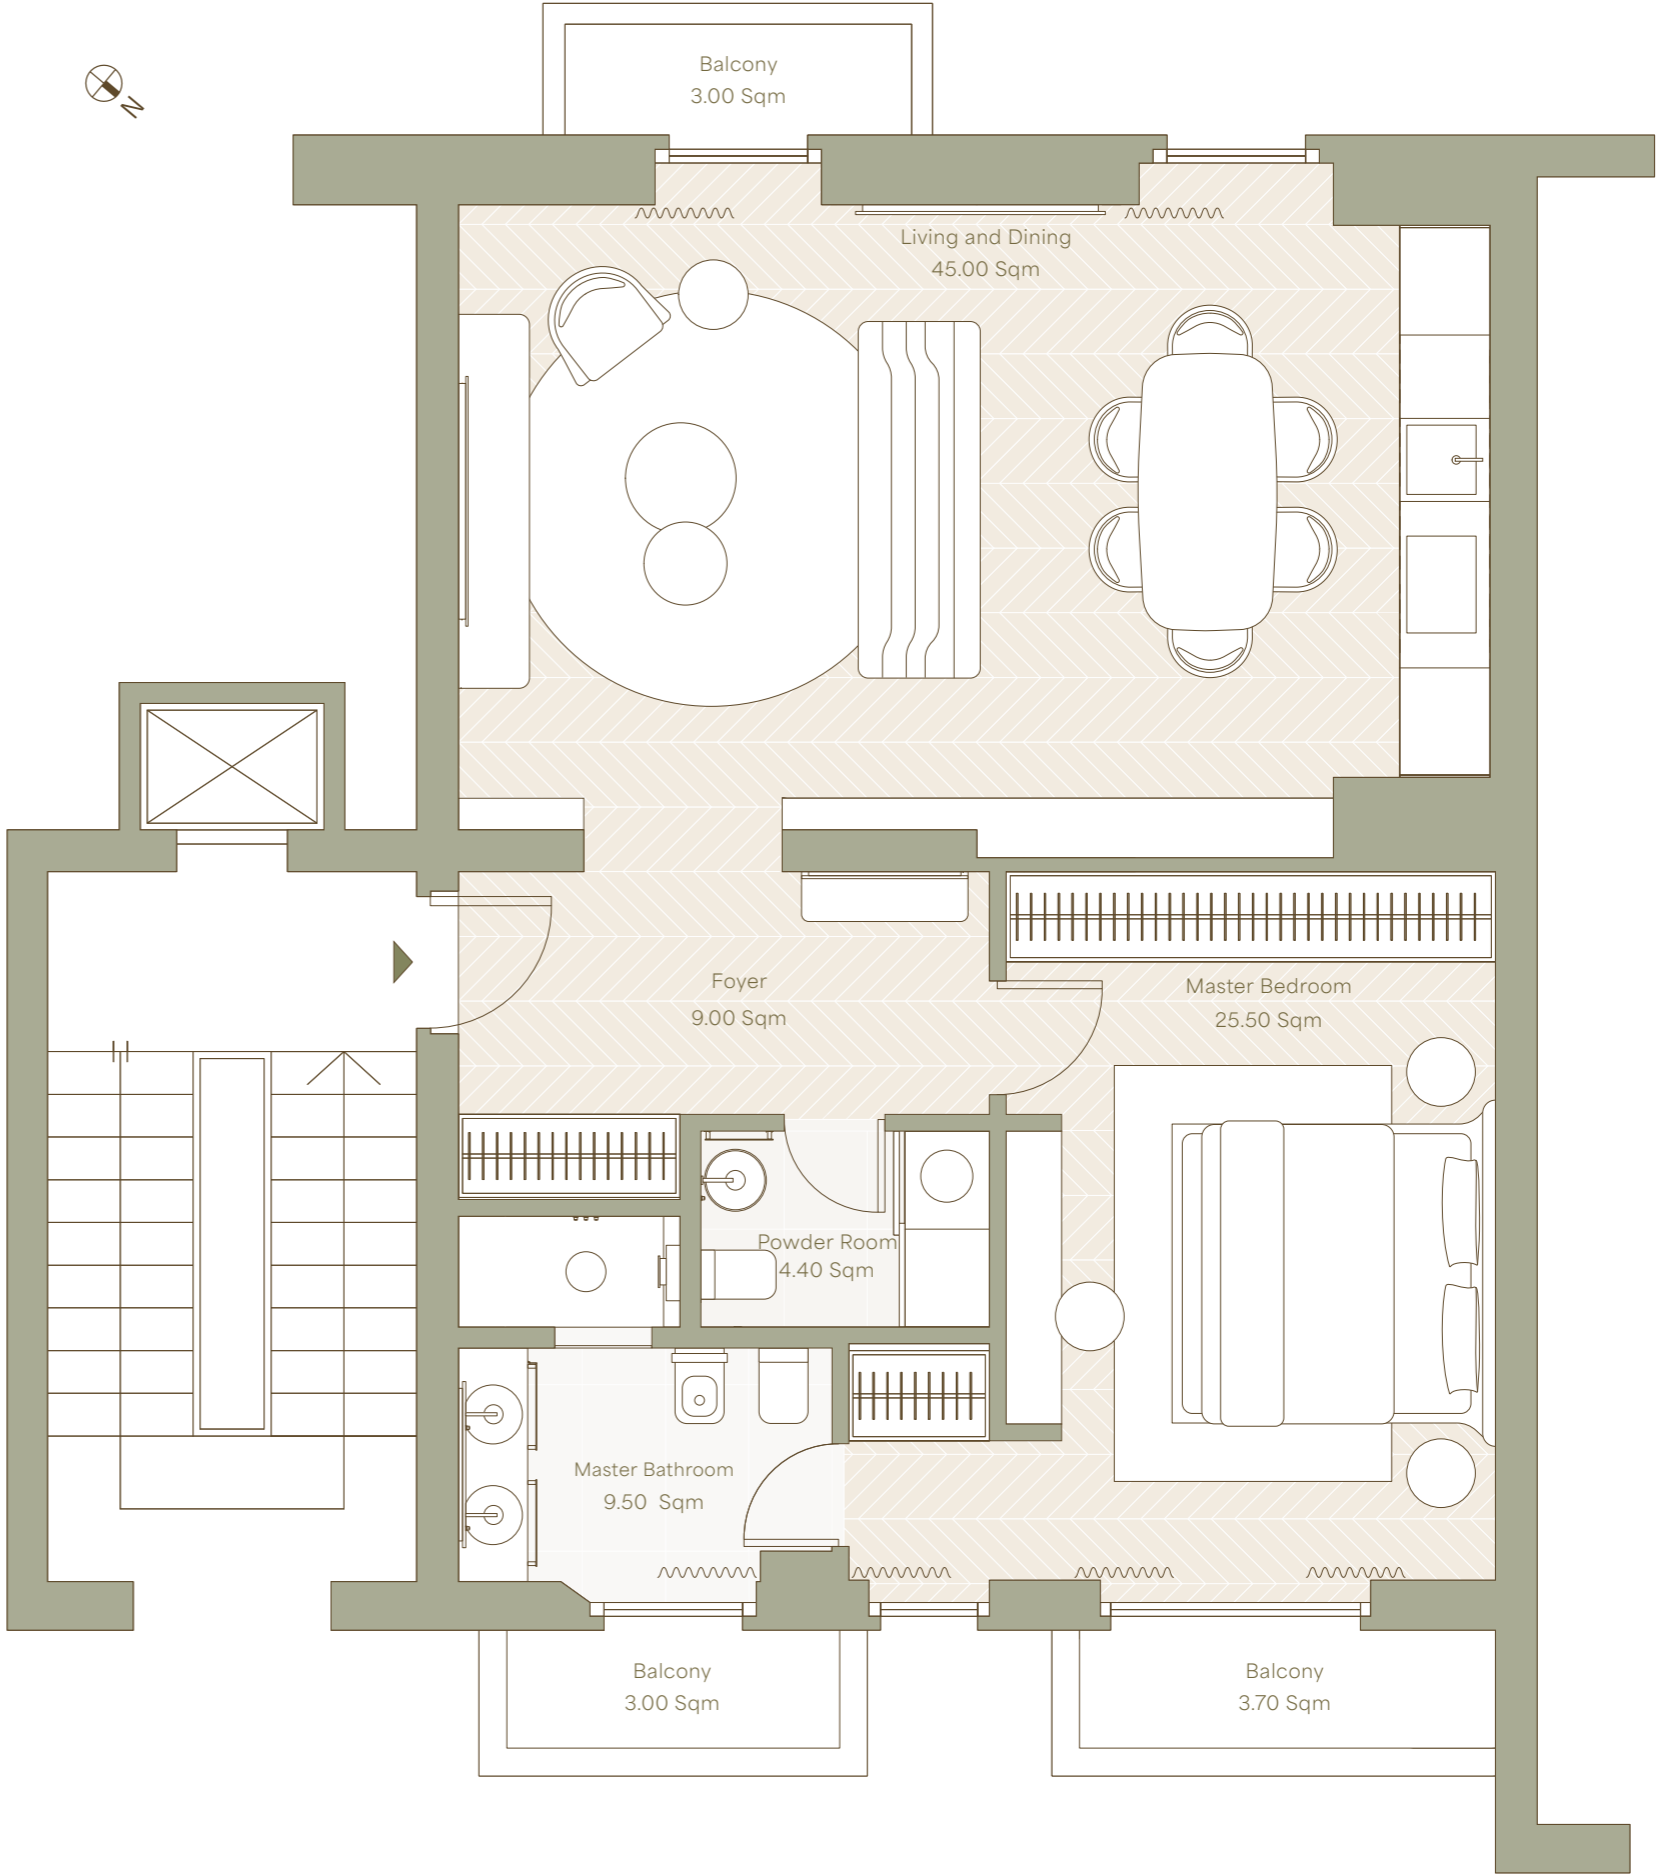 Balcony
3.00 Sqm
N
Living and Dining
45.00 Sqm
Foyer
9.00 Sqm
Master Bedroom
25.50 Sqm
Powder Room
4.40 Sqm
Master Bathroom
9.50 Sqm
Balcony
3.00 Sqm
Balcony
3.70 Sqm